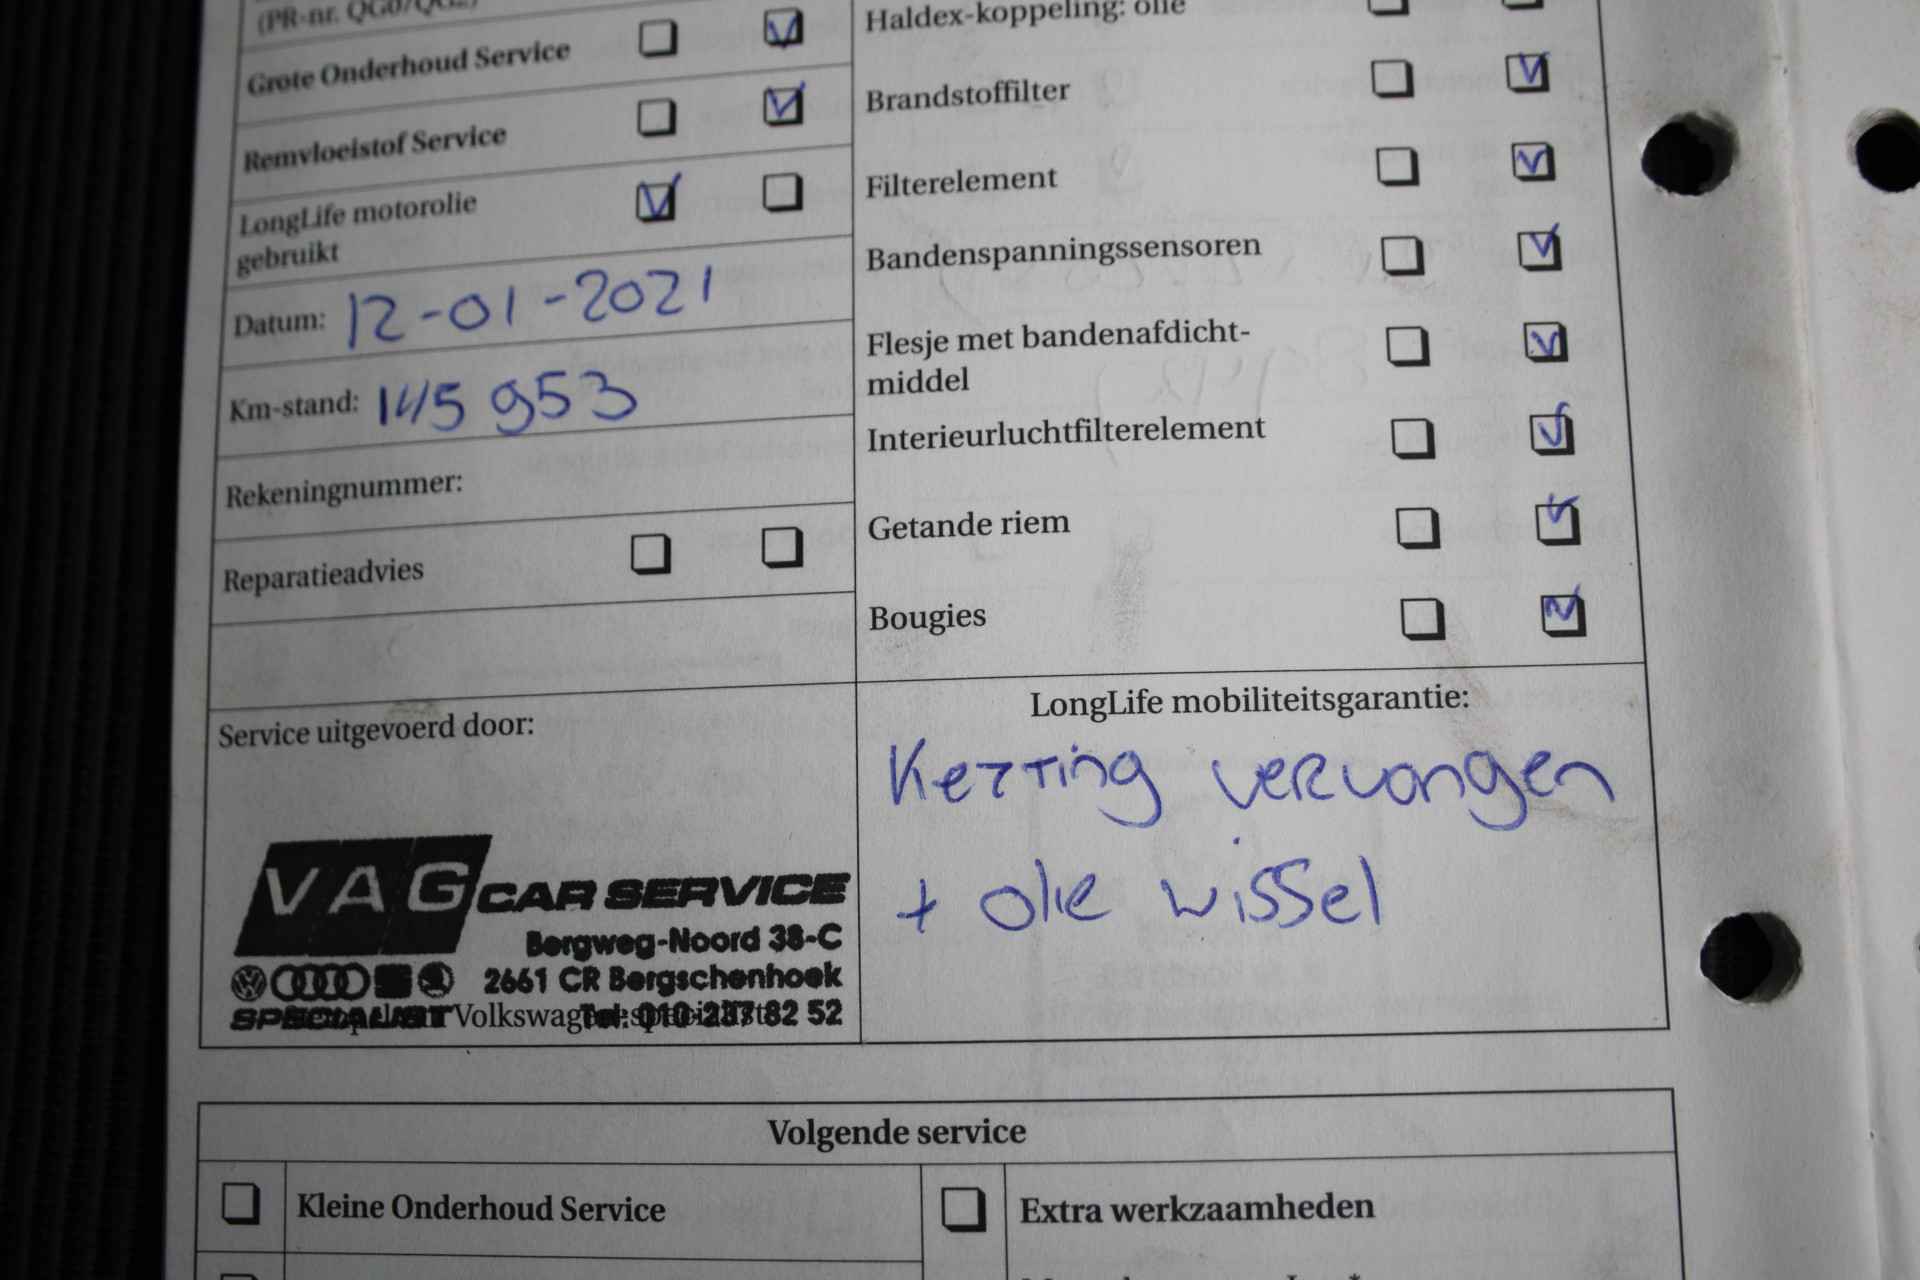 (PR-nr. QG0/QG2)
Grote Onderhoud Service
Remvloeistof Service
LongLife motorolie
gebruikt
Datum: 12-01-2021
Km-stand: 145 953
Rekeningnummer:
Reparatieadvies
Haldex-koppeling: olie
Brandstoffilter
Filterelement
Bandenspanningssensoren
Flesje met bandenafdicht-
middel
Interieurluchtfilterelement
Getande riem
Bougies
Service uitgevoerd door:
VAG CAR SERVICE
Bergweg-Noord 38-C
2661 CR Bergschenhoek
SPECIALIST Tel: 010-237 82 52
Volkswagen
LongLife mobiliteitsgarantie:
Ketting vervangen
+ olie wissel
Volgende service
Kleine Onderhoud Service
Extra werkzaamheden